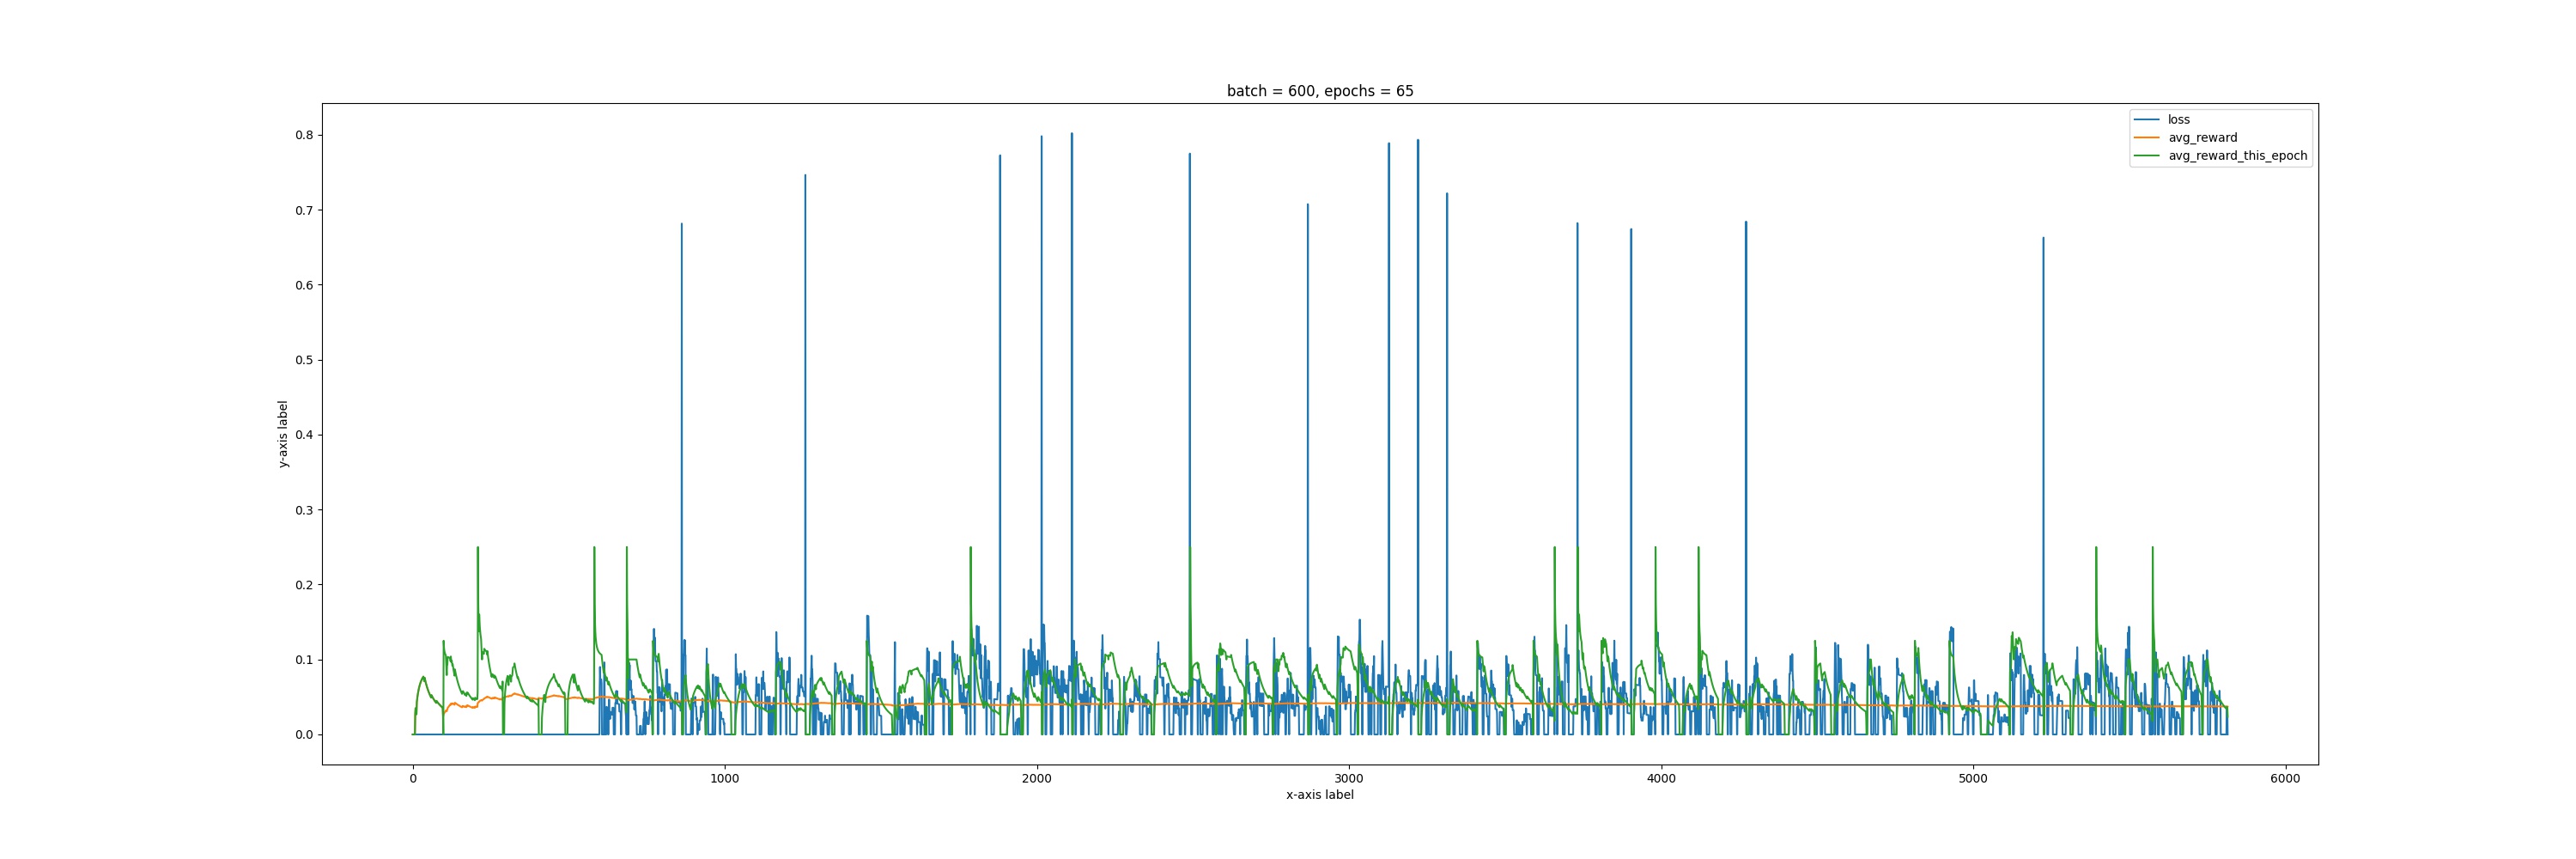 batch = 600, epochs = 65
loss
avg_reward
avg_reward_this_epoch
0.8
0.7
0.6
0.5
0.4
0.3
0.2
0.1
0.0
y-axis label
0 1000 2000 3000 4000 5000 6000
x-axis label